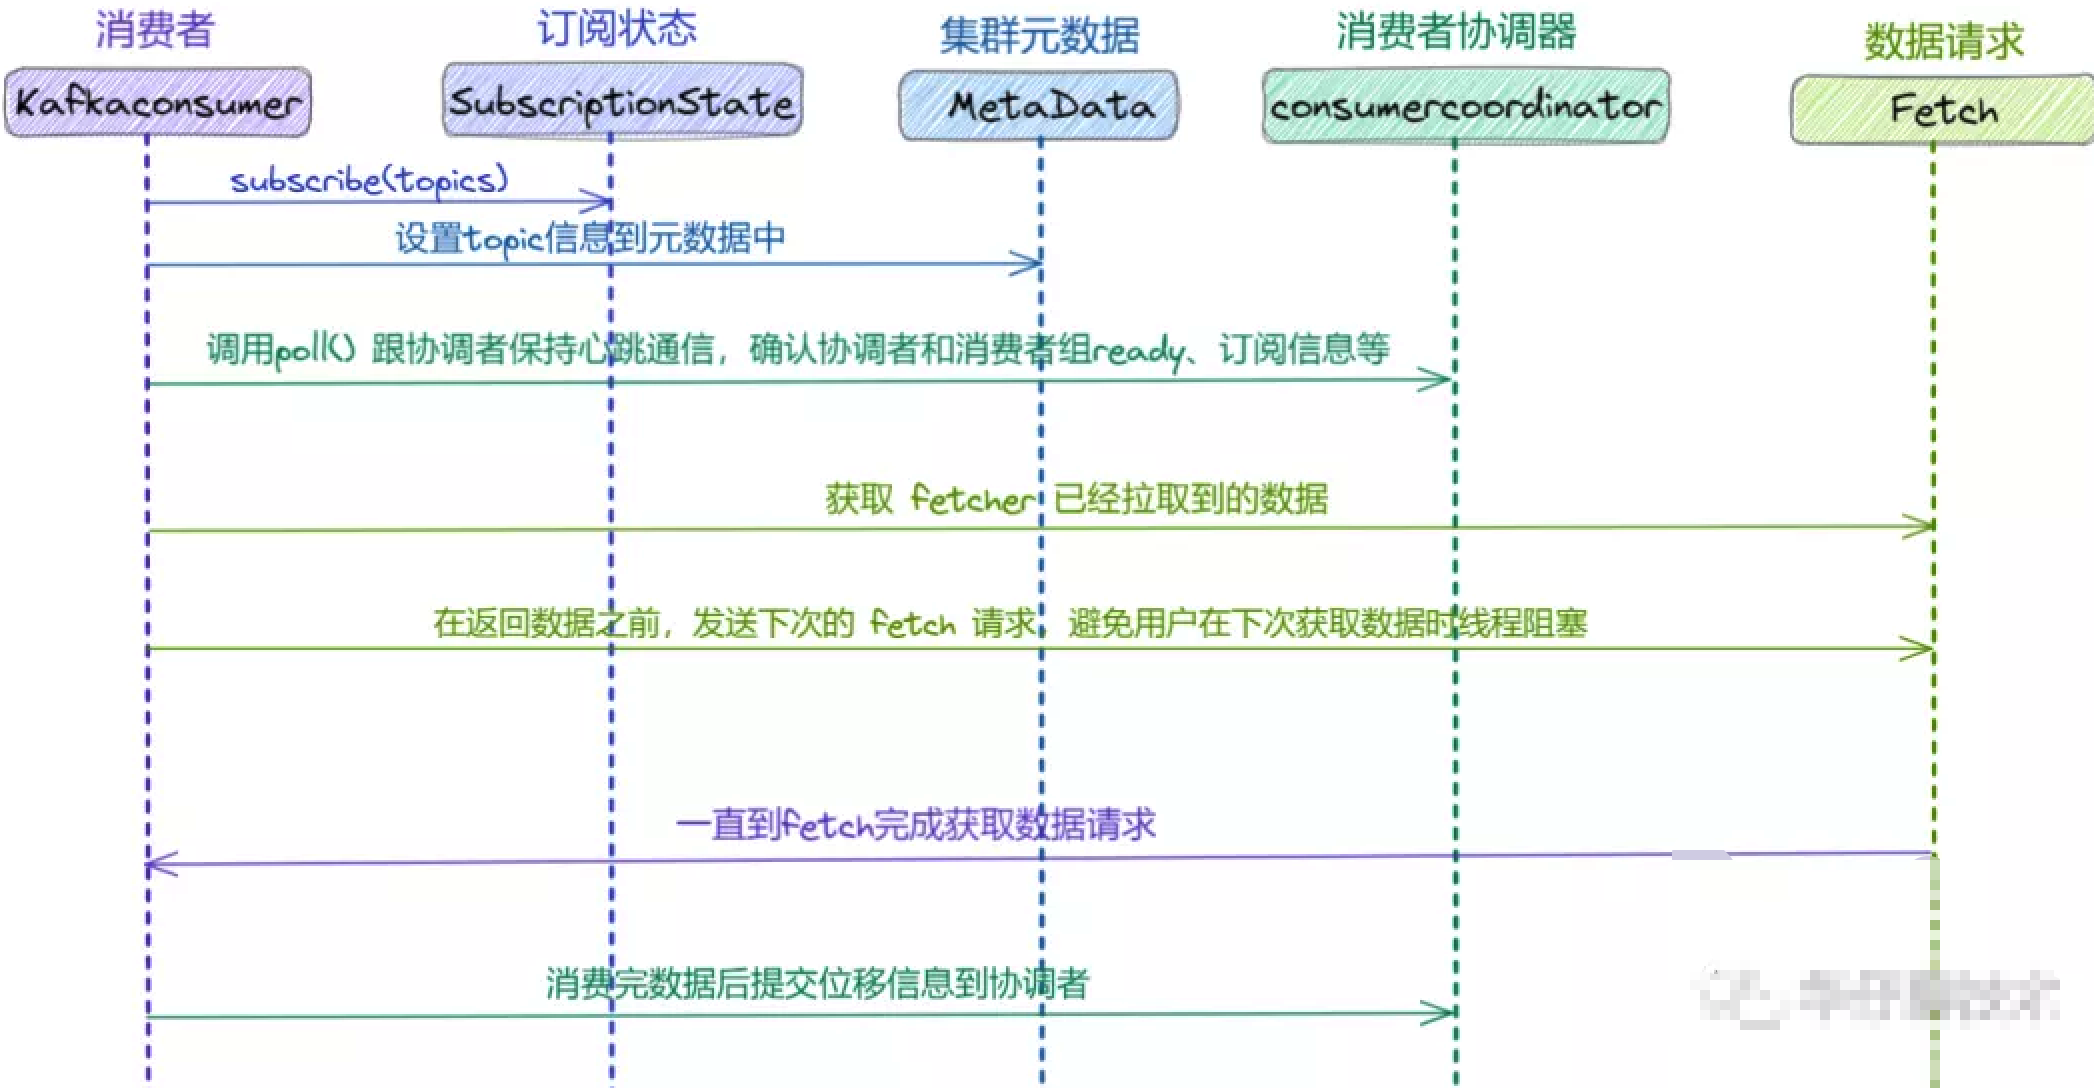 消费者
订阅状态
集群元数据
消费者协调器
数据请求
Kafkaconsumer
SubscriptionState
MetaData
consumercoordinator
Fetch
subscribe(topics)
设置topic信息到元数据中
调用poll() 跟协调者保持心跳通信，确认协调者和消费者组ready、订阅信息等
获取 fetcher 已经拉取到的数据
在返回数据之前，发送下次的 fetch 请求，避免用户在下次获取数据时线程阻塞
一直到fetch完成获取数据请求
消费完数据后提交位移信息到协调者